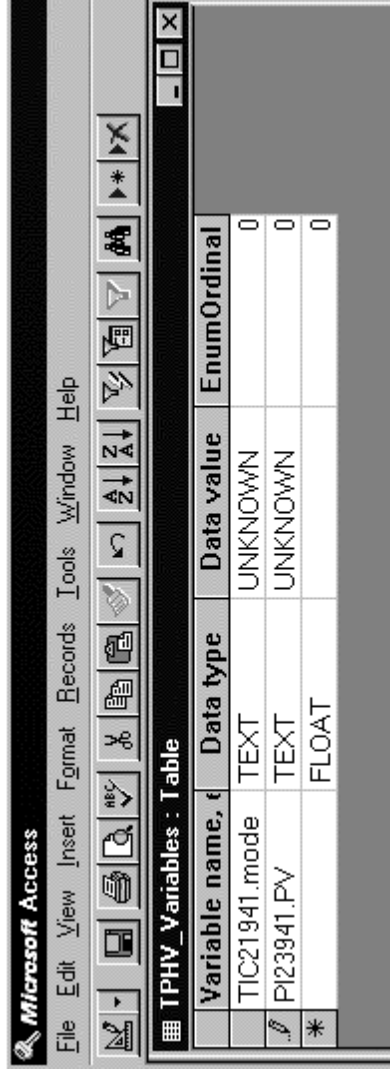 Microsoft Access
File Edit View Insert Format Records Tools Window Help
ABC A Z Z A
TPHV_Variables : Table
Variable name, e Data type Data value EnumOrdinal
TIC21941.mode TEXT UNKNOWN 0
PI23941.PV TEXT UNKNOWN 0
FLOAT 0